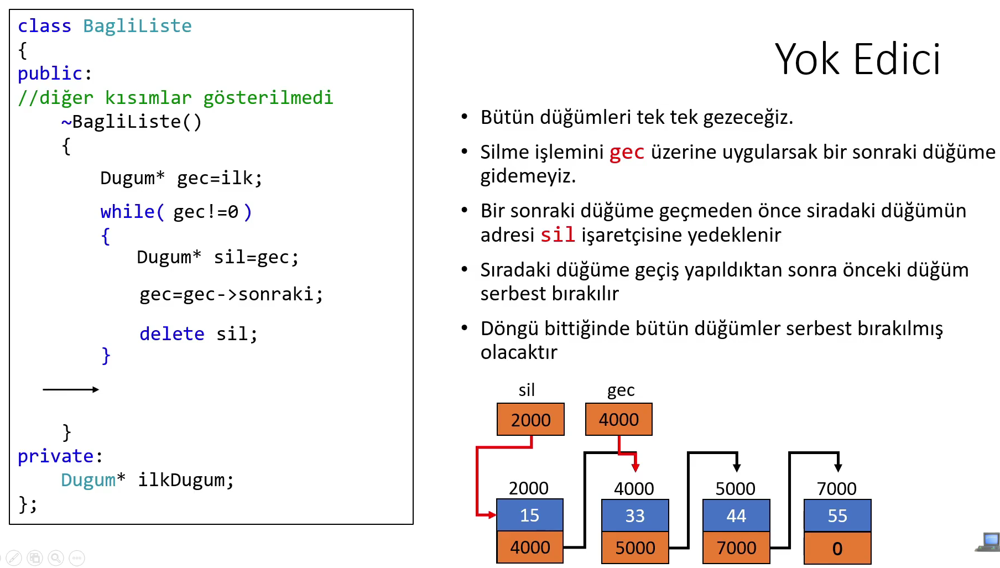 class BagliListe
{
public:
//diğer kısımlar gösterilmedi
~BagliListe()
{
Dugum* gec=ilk;
while( gec!=0 )
{
Dugum* sil=gec;
gec=gec->sonraki;
delete sil;
}
}
private:
Dugum* ilkDugum;
};
Yok Edici
• Bütün düğümleri tek tek gezeceğiz.
• Silme işlemini gec üzerine uygularsak bir sonraki düğüme
gidemeyiz.
• Bir sonraki düğüme geçmeden önce siradaki düğümün
adresi sil işaretçisine yedeklenir
• Sıradaki düğüme geçiş yapıldıktan sonra önceki düğüm
serbest bırakılır
• Döngü bittiğinde bütün düğümler serbest bırakılmış
olacaktır
sil gec
2000 4000
2000 4000 5000 7000
15 33 44 55
4000 5000 7000 0